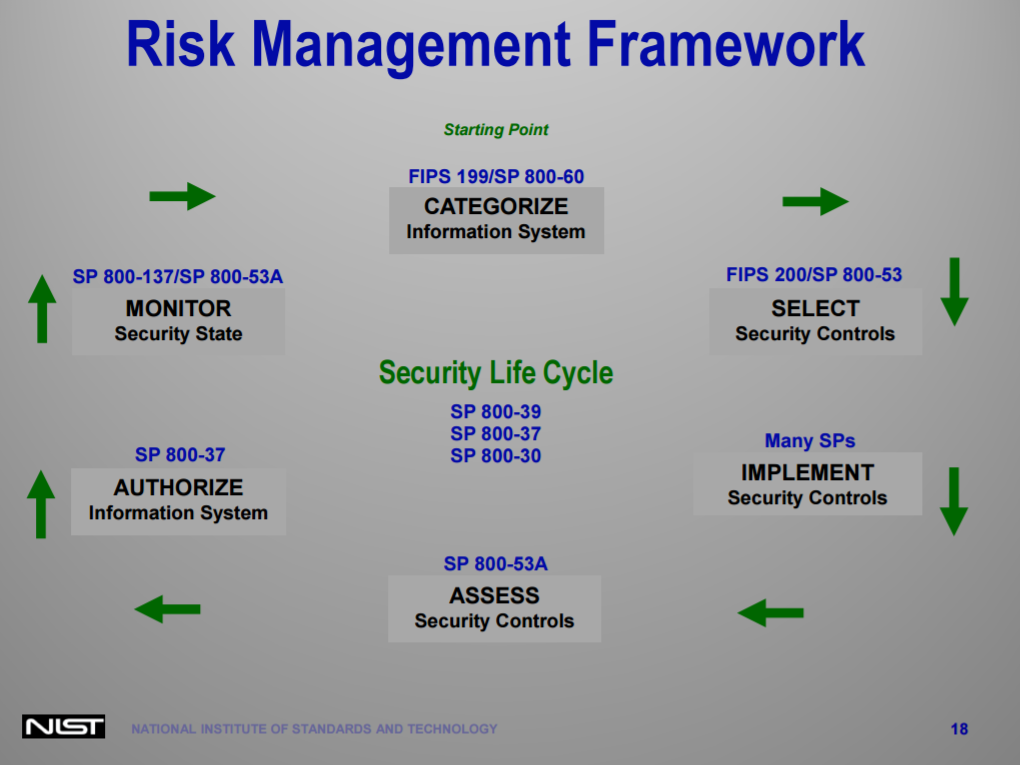 Risk Management Framework
Starting Point
FIPS 199/SP 800-60
CATEGORIZE
Information System
SP 800-137/SP 800-53A
MONITOR
Security State
FIPS 200/SP 800-53
SELECT
Security Controls
Security Life Cycle
SP 800-39
SP 800-37
SP 800-30
SP 800-37
AUTHORIZE
Information System
Many SPs
IMPLEMENT
Security Controls
SP 800-53A
ASSESS
Security Controls
NIST
NATIONAL INSTITUTE OF STANDARDS AND TECHNOLOGY
18